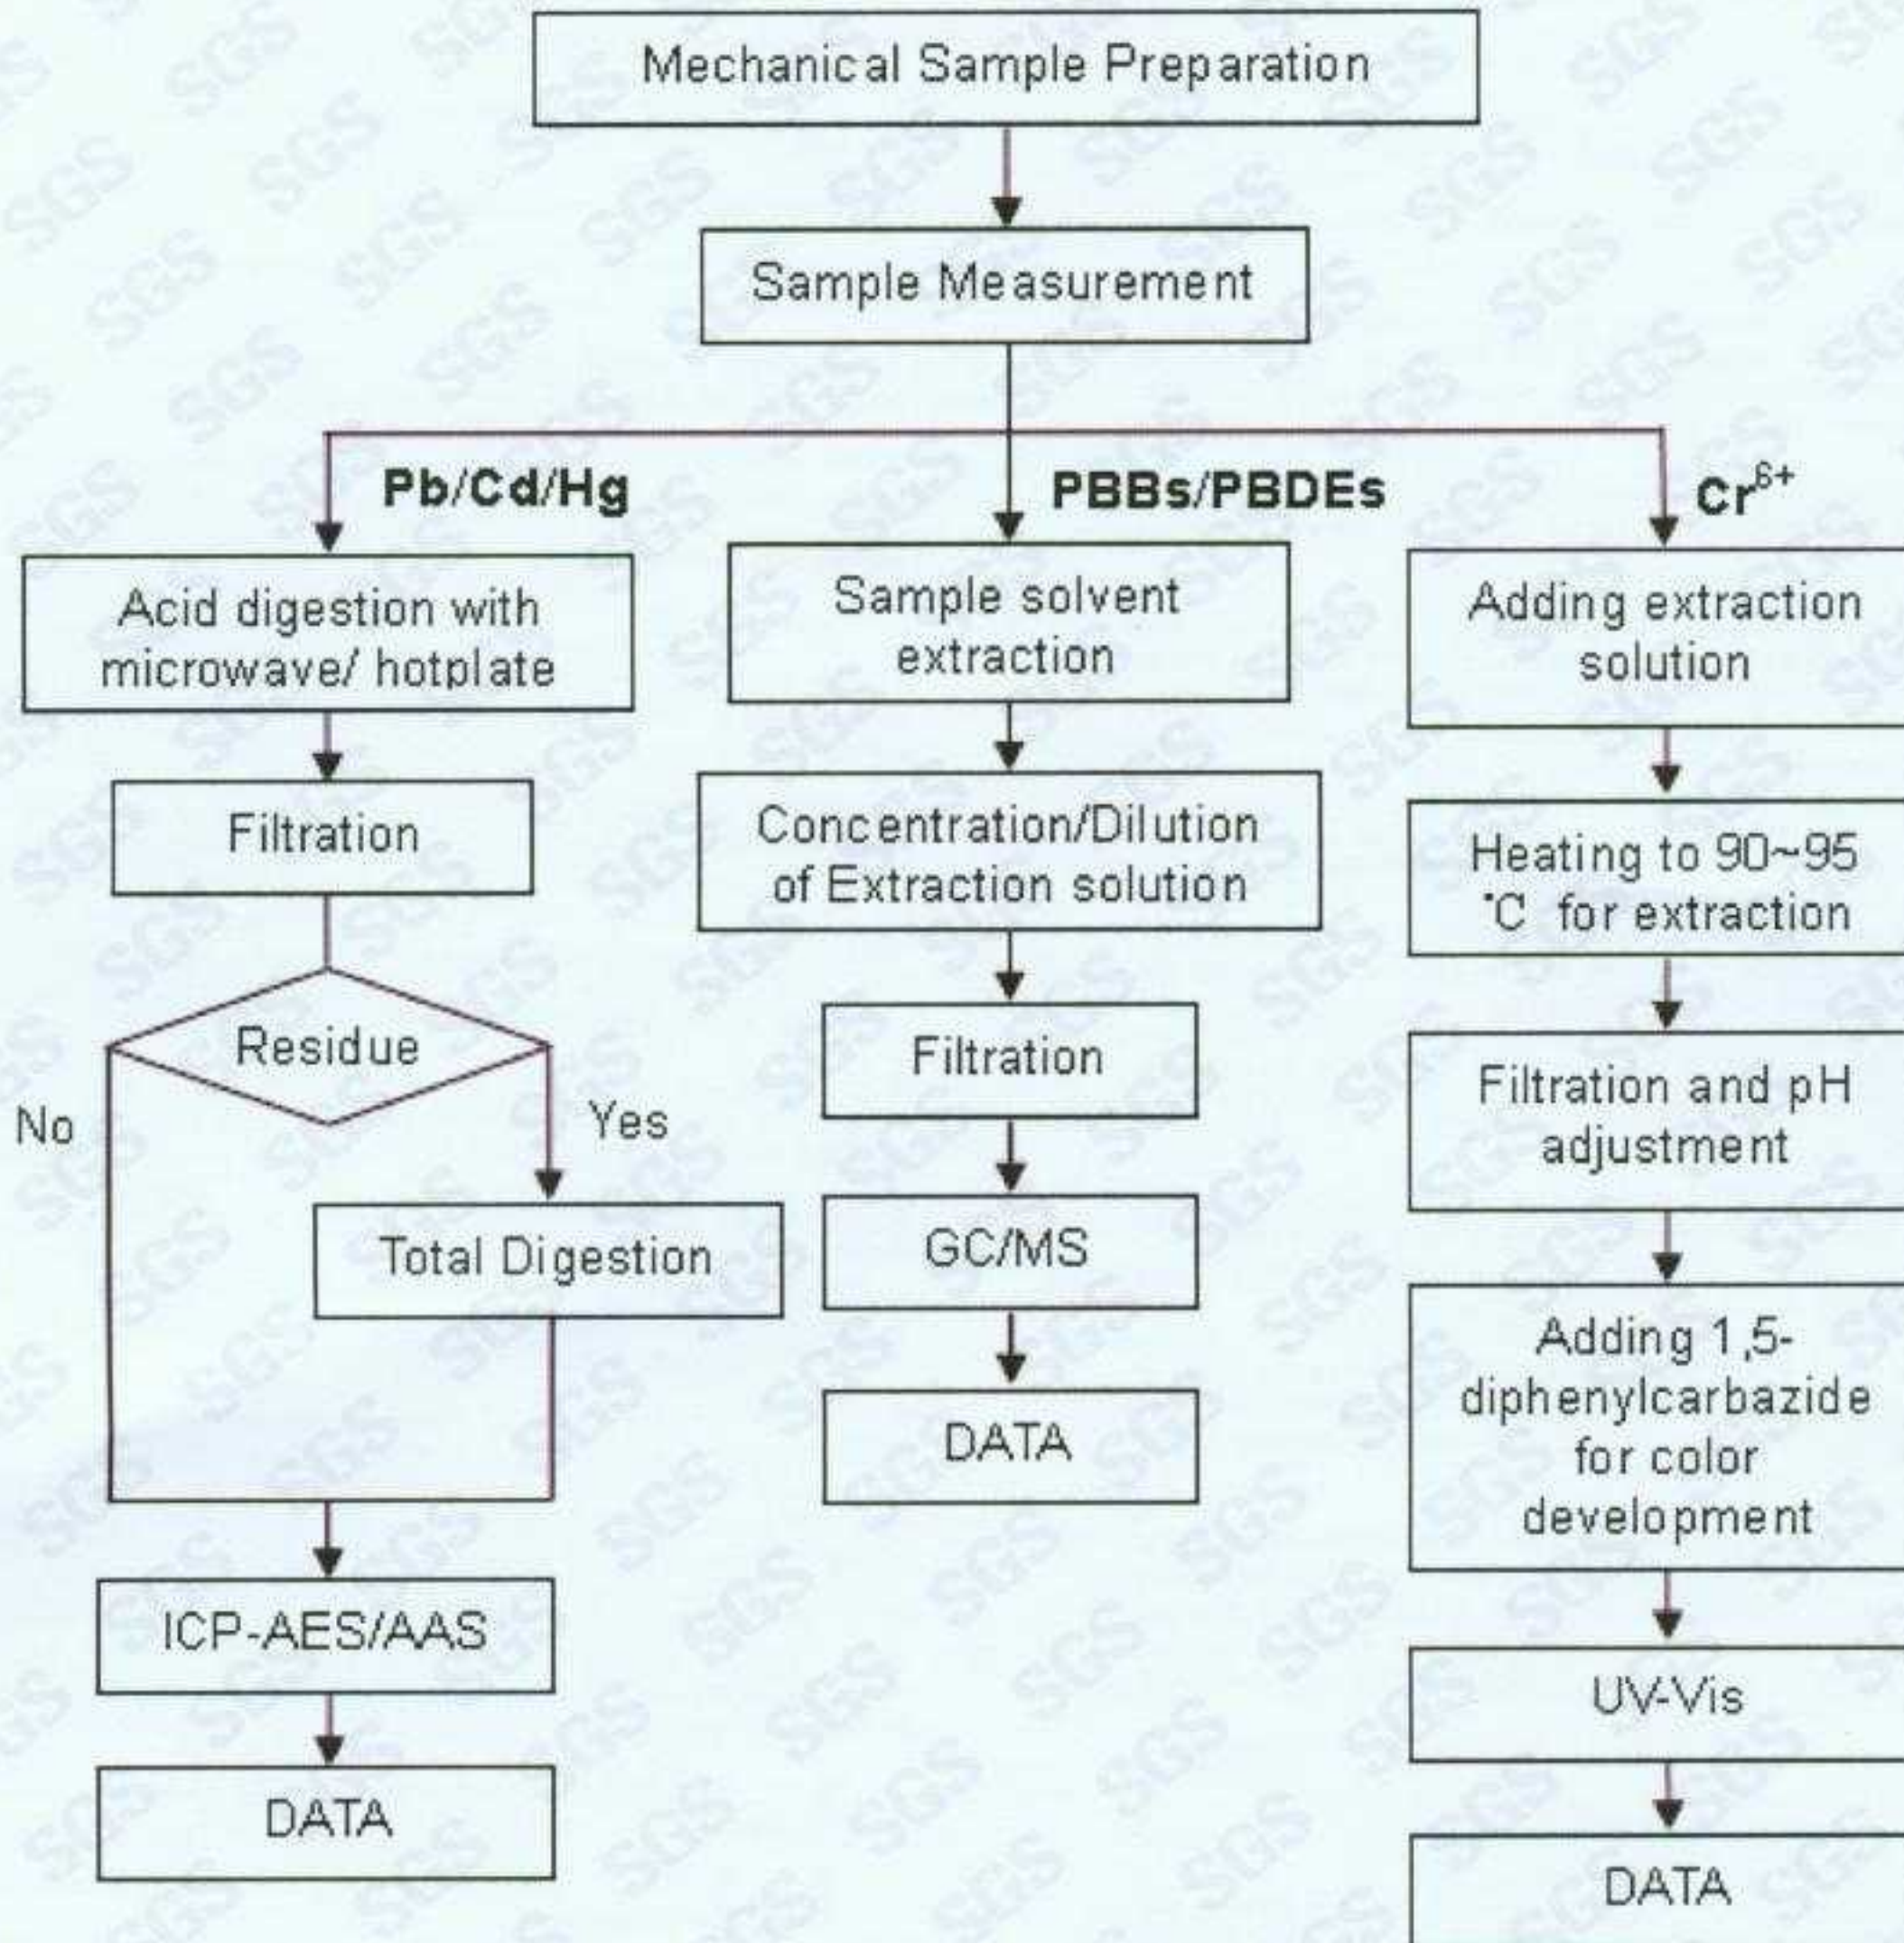 Mechanical Sample Preparation
Sample Measurement
Pb/Cd/Hg
Acid digestion with
microwave/ hotplate
Filtration
Residue
No
Yes
Total Digestion
ICP-AES/AAS
DATA
PBBs/PBDEs
Sample solvent
extraction
Concentration/Dilution
of Extraction solution
Filtration
GC/MS
DATA
Cr⁶⁺
Adding extraction
solution
Heating to 90~95
℃ for extraction
Filtration and pH
adjustment
Adding 1,5-
diphenylcarbazide
for color
development
UV-Vis
DATA
SGS